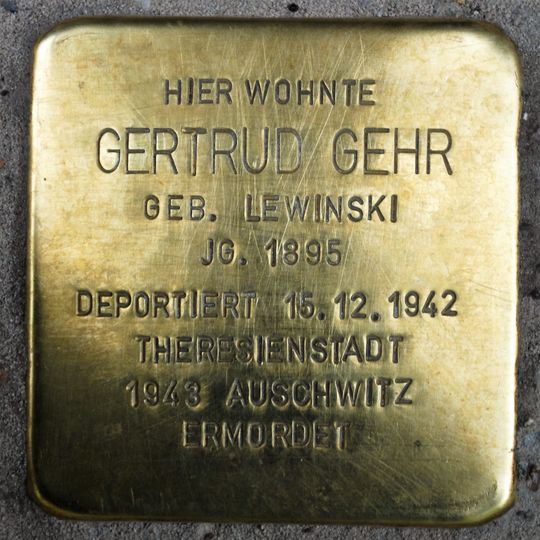 HIER WOHNTE
GERTRUD GEHR
GEB. LEWINSKI
JG. 1895
DEPORTIERT 15.12.1942
THERESIENSTADT
1943 AUSCHWITZ
ERMORDET